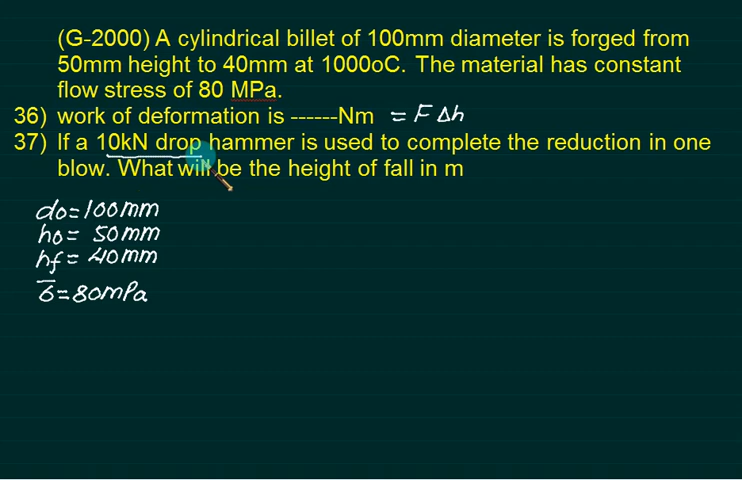 (G-2000) A cylindrical billet of 100mm diameter is forged from
50mm height to 40mm at 1000oC. The material has constant
flow stress of 80 MPa.
36) work of deformation is ------Nm = F Δh
37) If a 10kN drop hammer is used to complete the reduction in one
blow. What will be the height of fall in m
do=100mm
ho= 50mm
hf= 40mm
σ̅=80mPa